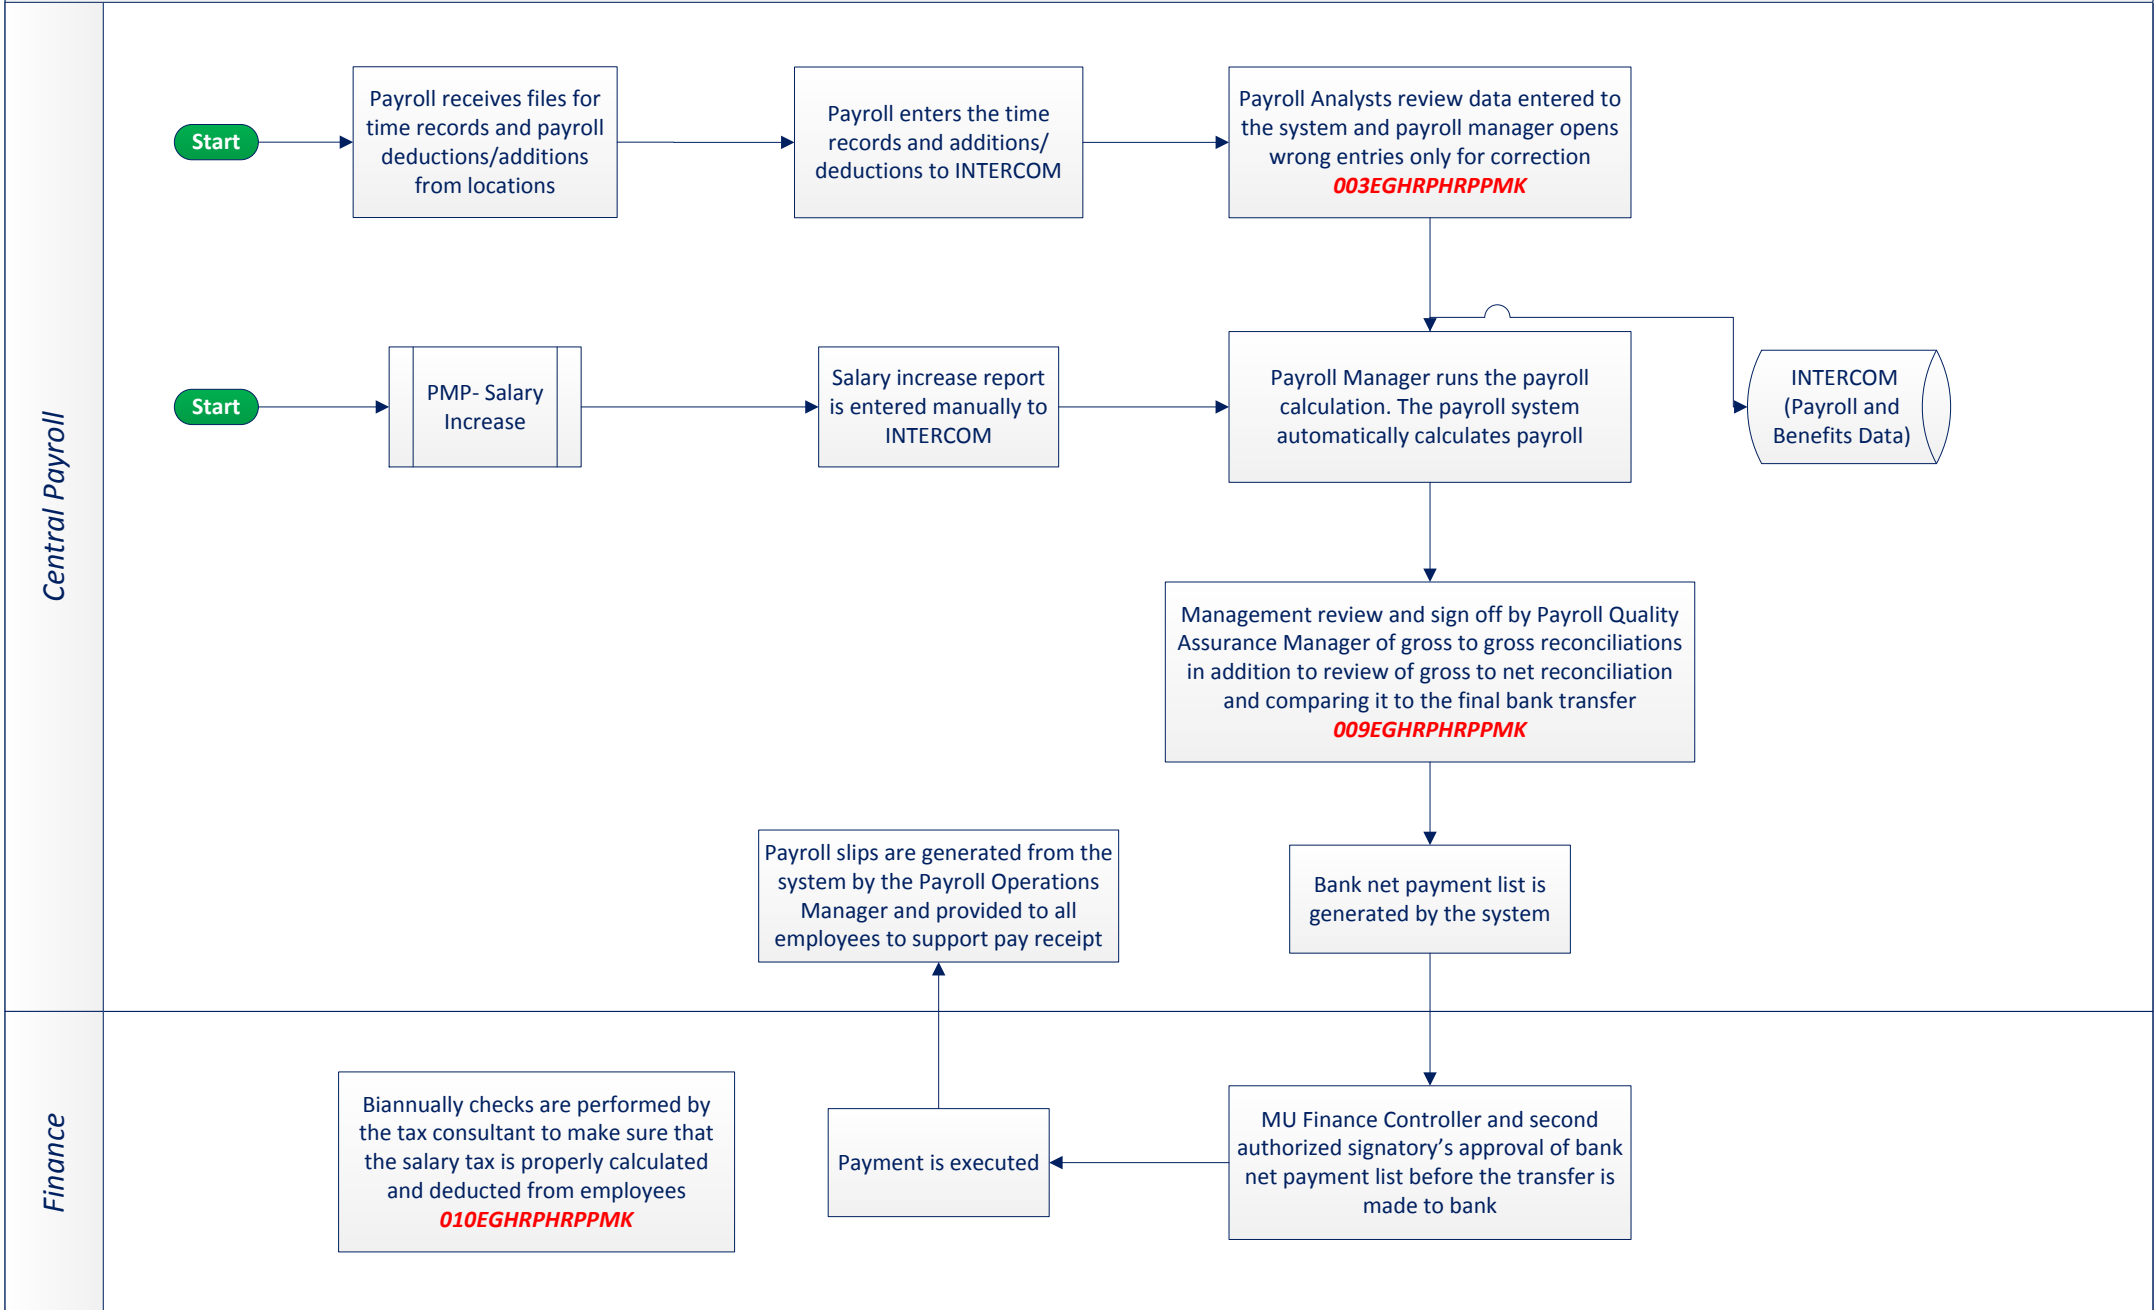 Central Payroll
Start
Payroll receives files for
time records and payroll
deductions/additions
from locations
Payroll enters the time
records and additions/
deductions to INTERCOM
Payroll Analysts review data entered to
the system and payroll manager opens
wrong entries only for correction
003EGHRPHRPPMK
Start
PMP- Salary
Increase
Salary increase report
is entered manually to
INTERCOM
Payroll Manager runs the payroll
calculation. The payroll system
automatically calculates payroll
INTERCOM
(Payroll and
Benefits Data)
Management review and sign off by Payroll Quality
Assurance Manager of gross to gross reconciliations
in addition to review of gross to net reconciliation
and comparing it to the final bank transfer
009EGHRPHRPPMK
Payroll slips are generated from the
system by the Payroll Operations
Manager and provided to all
employees to support pay receipt
Bank net payment list is
generated by the system
Finance
Biannually checks are performed by
the tax consultant to make sure that
the salary tax is properly calculated
and deducted from employees
010EGHRPHRPPMK
Payment is executed
MU Finance Controller and second
authorized signatory’s approval of bank
net payment list before the transfer is
made to bank